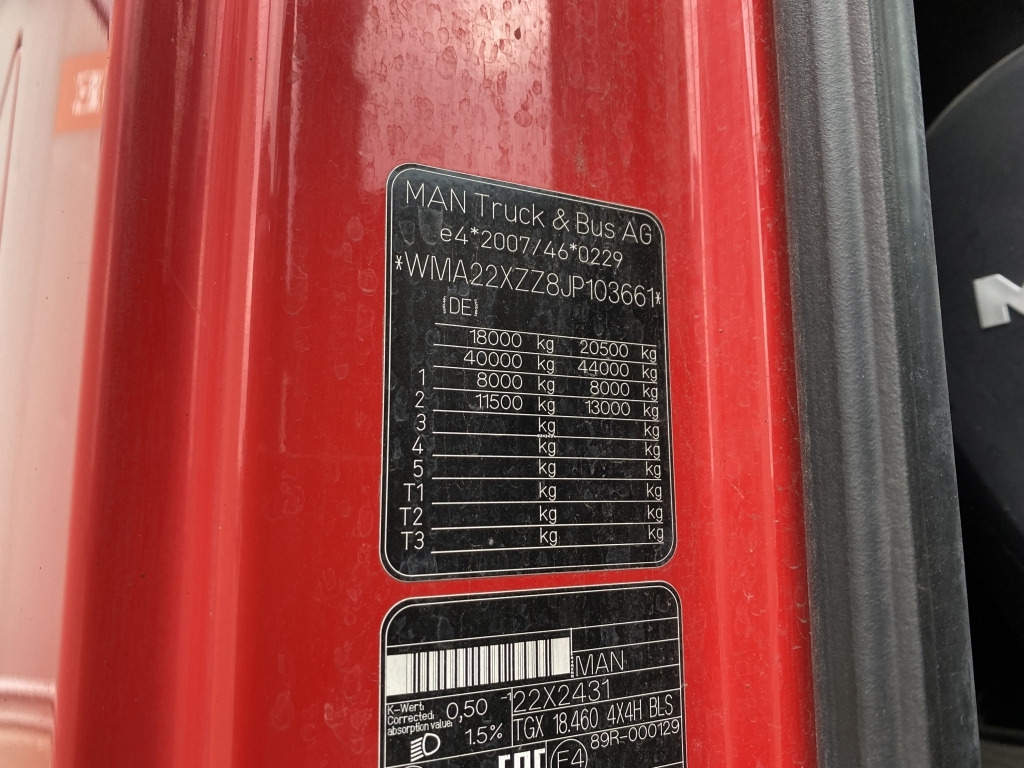 MAN Truck & Bus AG
e4*2007/46*0229
*WMA22XZZ8JP103661*
(DE)
18000 kg 20500 kg
40000 kg 44000 kg
1 8000 kg 8000 kg
2 11500 kg 13000 kg
3 kg kg
4 kg kg
5 kg kg
T1 kg kg
T2 kg kg
T3 kg kg
MAN
K-Wert:
Corrected
absorption value:
0,50
22X2431
1.5%
TGX 18.460 4X4H BLS
89R-000129
EAC E4